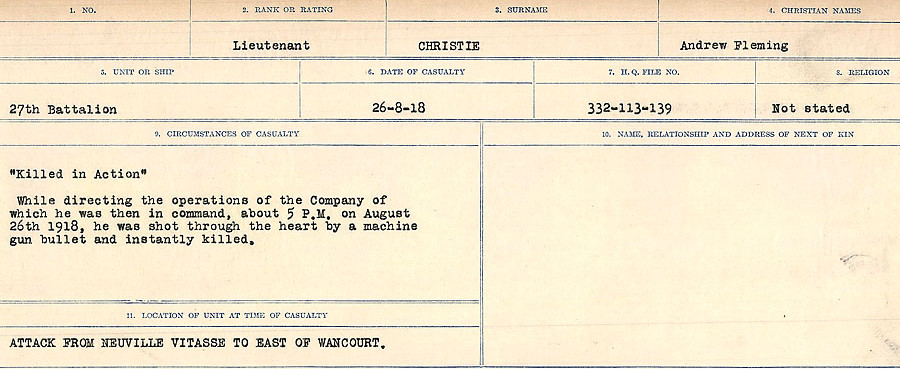 1. NO. 2. RANK OR RATING 3. SURNAME 4. CHRISTIAN NAMES
Lieutenant CHRISTIE Andrew Fleming
5. UNIT OR SHIP 6. DATE OF CASUALTY 7. H.Q. FILE NO. 8. RELIGION
27th Battalion 26-8-18 332-113-139 Not stated
9. CIRCUMSTANCES OF CASUALTY
"Killed in Action"
While directing the operations of the Company of
which he was then in command, about 5 P.M. on August
26th 1918, he was shot through the heart by a machine
gun bullet and instantly killed.
10. NAME, RELATIONSHIP AND ADDRESS OF NEXT OF KIN
11. LOCATION OF UNIT AT TIME OF CASUALTY
ATTACK FROM NEUVILLE VITASSE TO EAST OF WANCOURT.